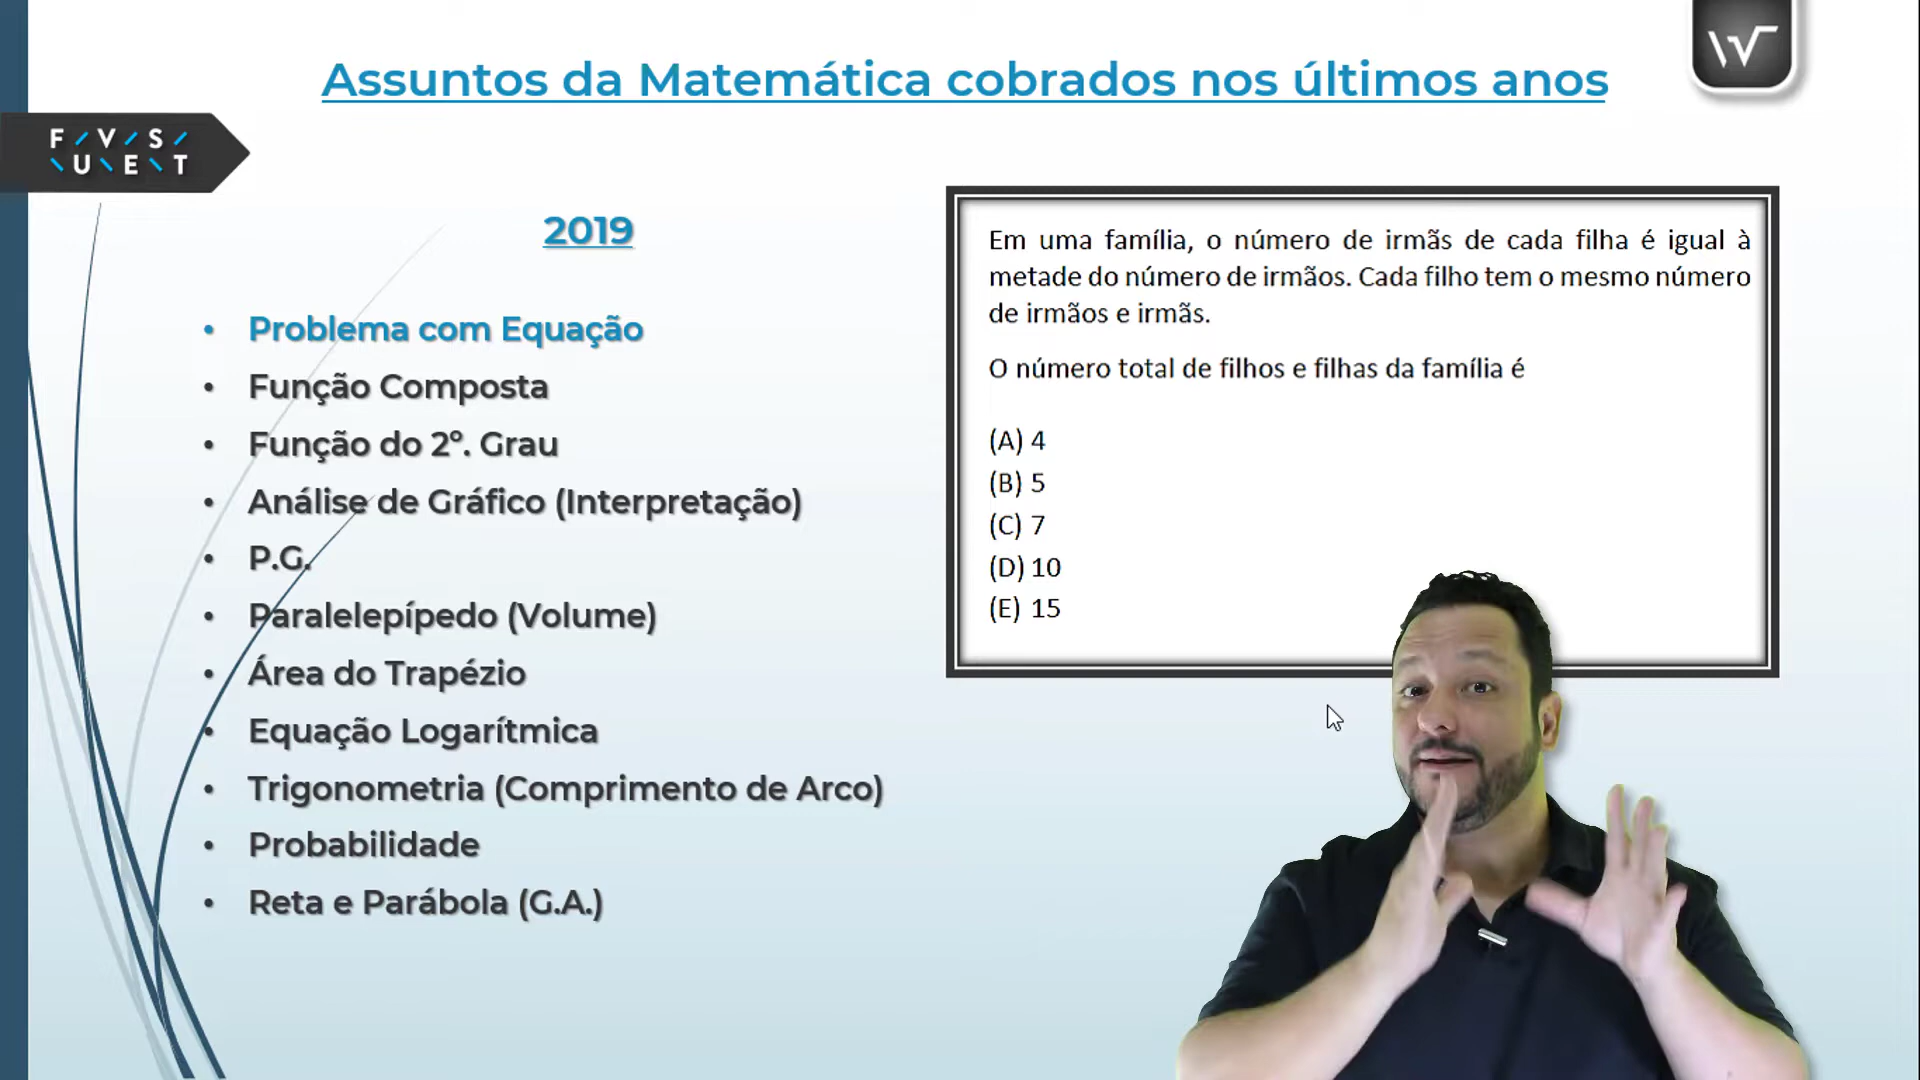 Assuntos da Matemática cobrados nos últimos anos
F/V/S/
\U\E\T
2019
• Problema com Equação
• Função Composta
• Função do 2º. Grau
• Análise de Gráfico (Interpretação)
• P.G.
• Paralelepípedo (Volume)
• Área do Trapézio
• Equação Logarítmica
• Trigonometria (Comprimento de Arco)
• Probabilidade
• Reta e Parábola (G.A.)
Em uma família, o número de irmãs de cada filha é igual à
metade do número de irmãos. Cada filho tem o mesmo número
de irmãos e irmãs.
O número total de filhos e filhas da família é
(A) 4
(B) 5
(C) 7
(D) 10
(E) 15